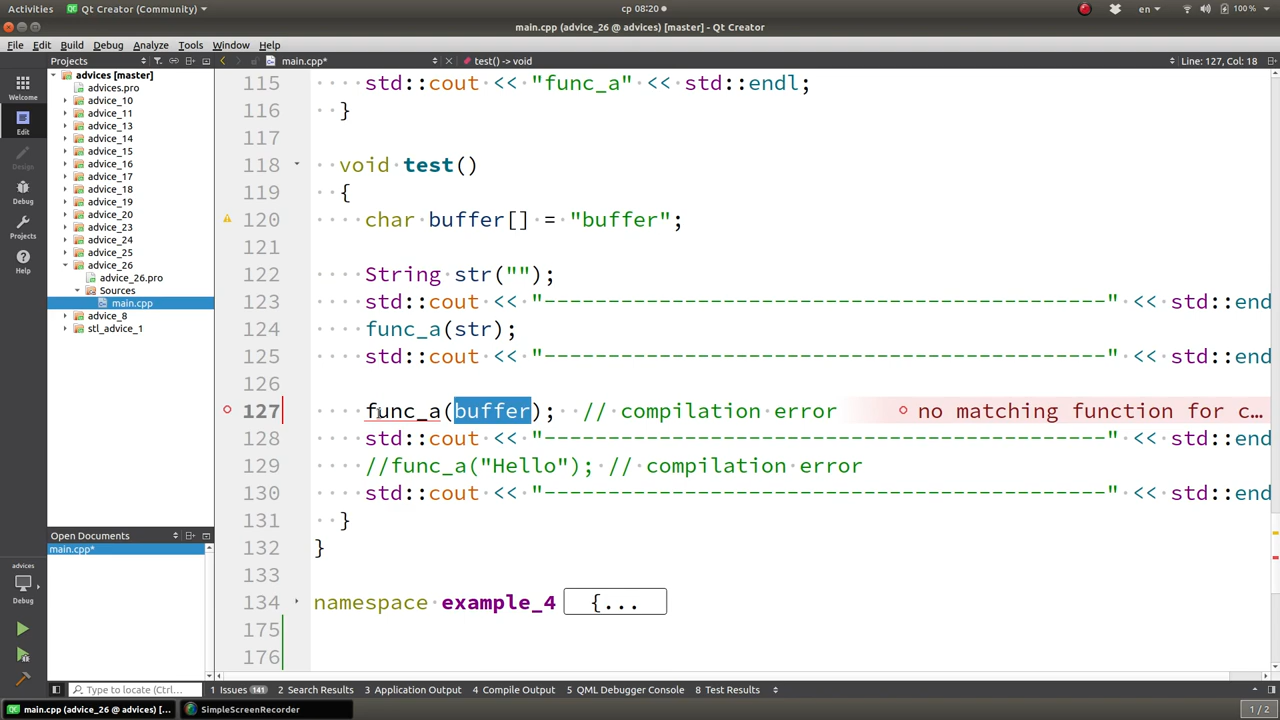 Activities Qt Creator (Community) ср 08:20 en 100 %
main.cpp (advice_26 @ advices) [master] - Qt Creator
File Edit Build Debug Analyze Tools Window Help
Projects main.cpp* test() -> void Line: 127, Col: 18
Welcome
Edit
Design
Debug
Projects
Help
advices
Debug
advices [master]
advices.pro
advice_10
advice_11
advice_13
advice_14
advice_15
advice_16
advice_17
advice_18
advice_19
advice_20
advice_23
advice_24
advice_25
advice_26
advice_26.pro
Sources
main.cpp
advice_8
stl_advice_1
Open Documents
main.cpp*
115 std::cout << "func_a" << std::endl;
116 }
117
118 void test()
119 {
120 char buffer[] = "buffer";
121
122 String str("");
123 std::cout << "--------------------------------------------" << std::end
124 func_a(str);
125 std::cout << "--------------------------------------------" << std::end
126
127 func_a(buffer); // compilation error no matching function for c...
128 std::cout << "--------------------------------------------" << std::end
129 //func_a("Hello"); // compilation error
130 std::cout << "--------------------------------------------" << std::end
131 }
132 }
133
134 namespace example_4 {...
175
176
Type to locate (Ctrl... 1 Issues 141 2 Search Results 3 Application Output 4 Compile Output 5 QML Debugger Console 8 Test Results
main.cpp (advice_26 @ advices) [... SimpleScreenRecorder 1 / 2